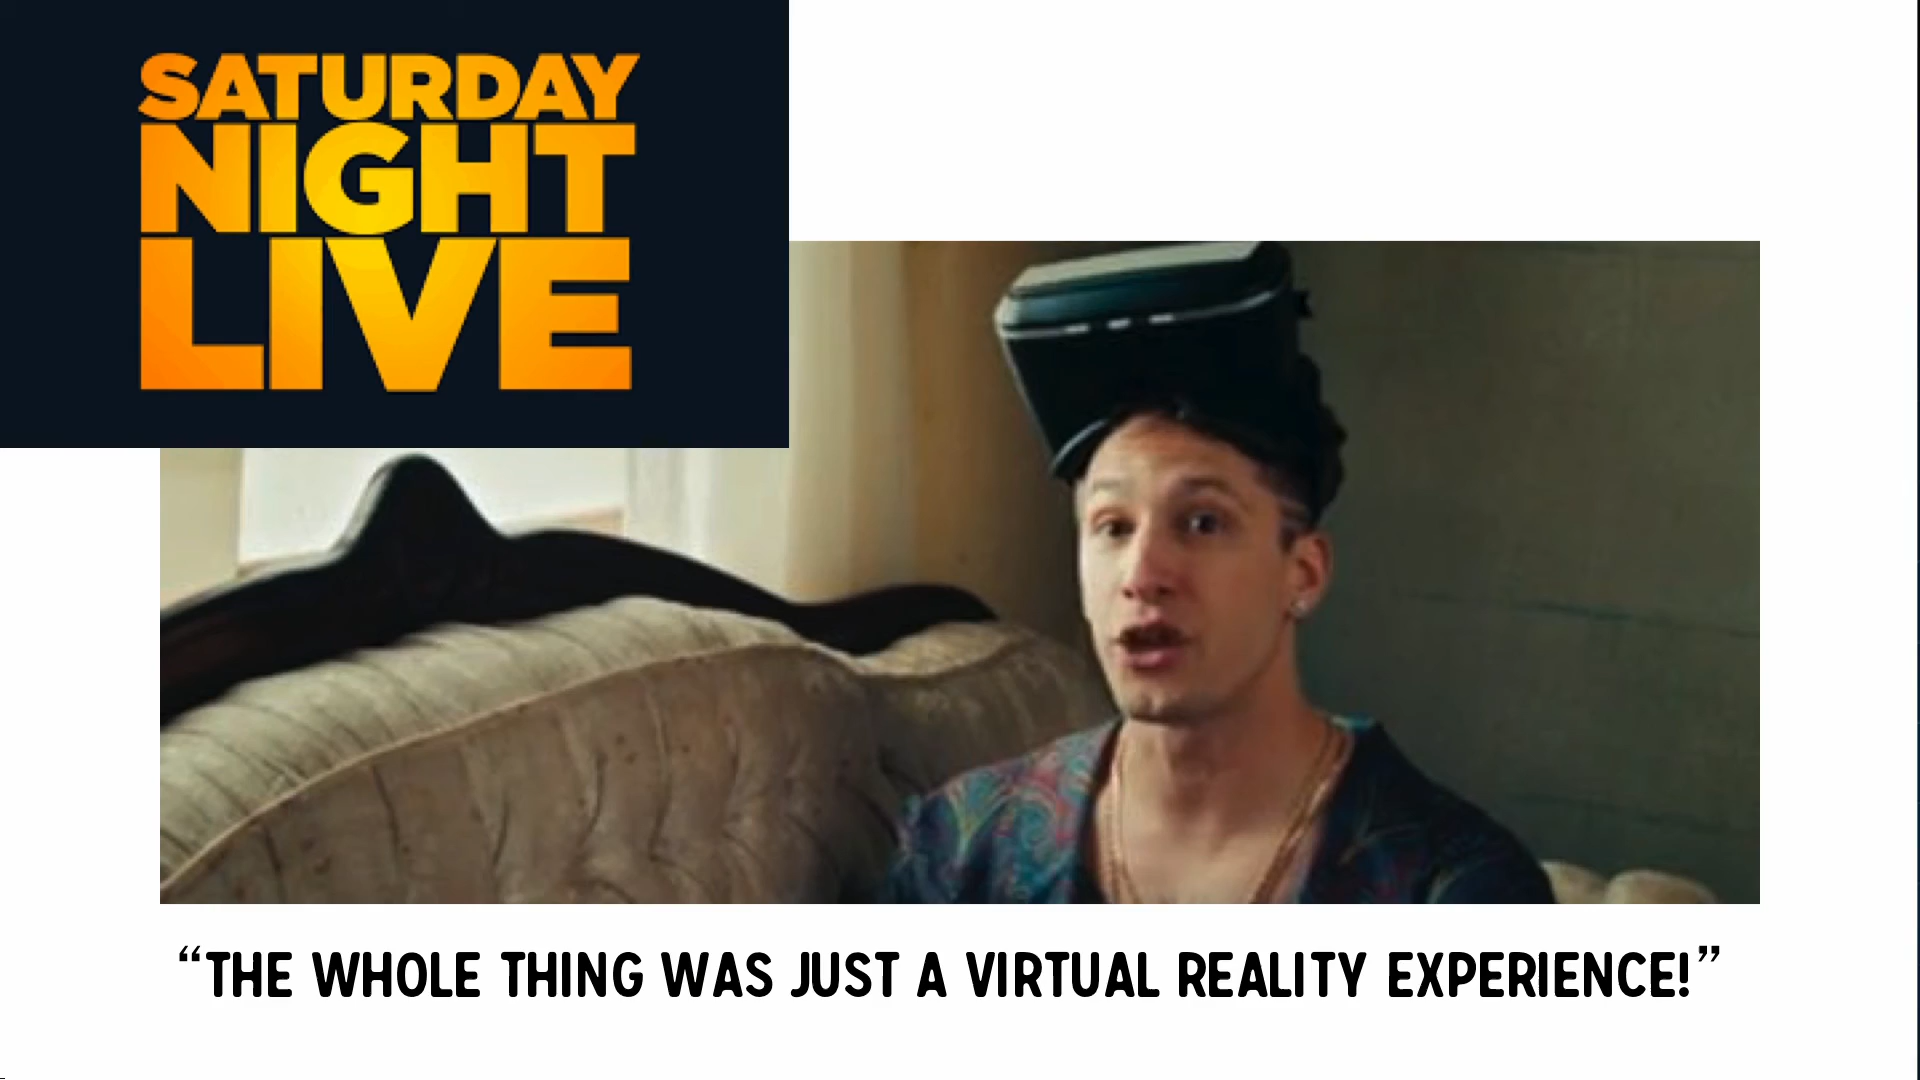 SATURDAY
NIGHT
LIVE
“THE WHOLE THING WAS JUST A VIRTUAL REALITY EXPERIENCE!”